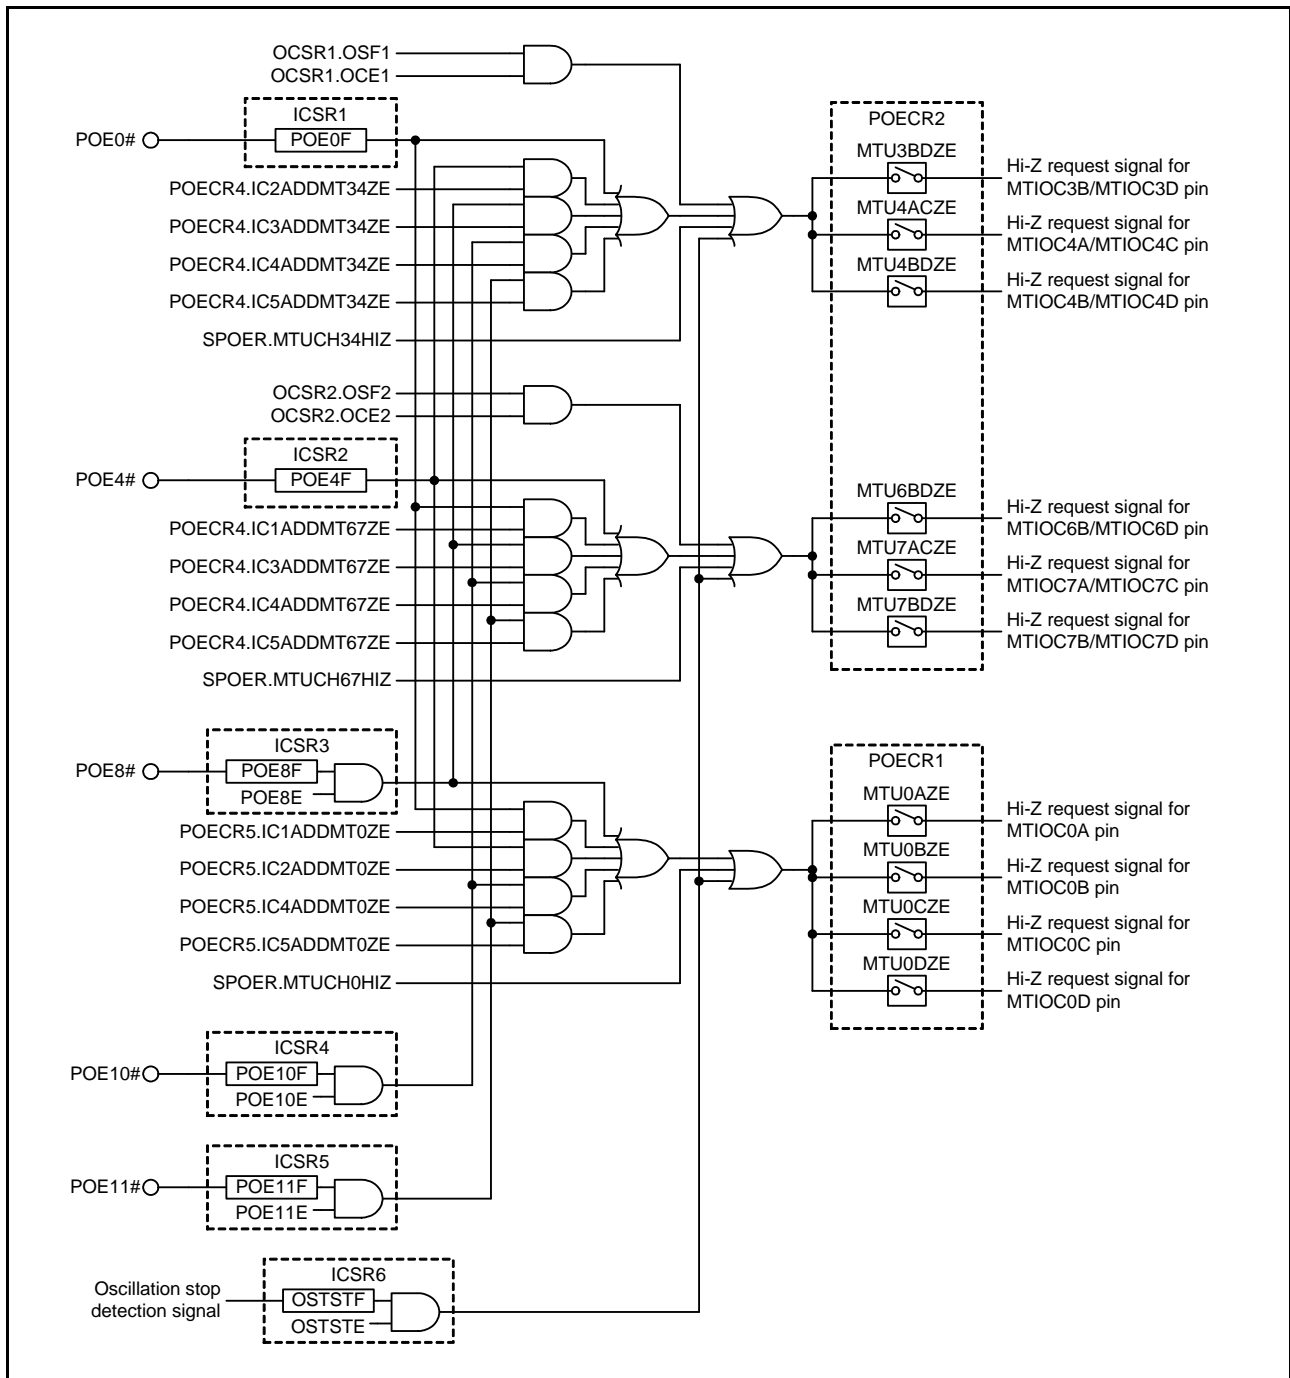 OCSR1.OSF1
OCSR1.OCE1
ICSR1
POE0#
POE0F
POECR4.IC2ADDMT34ZE
POECR4.IC3ADDMT34ZE
POECR4.IC4ADDMT34ZE
POECR4.IC5ADDMT34ZE
SPOER.MTUCH34HIZ
POECR2
MTU3BDZE
Hi-Z request signal for
MTIOC3B/MTIOC3D pin
MTU4ACZE
Hi-Z request signal for
MTIOC4A/MTIOC4C pin
MTU4BDZE
Hi-Z request signal for
MTIOC4B/MTIOC4D pin
OCSR2.OSF2
OCSR2.OCE2
ICSR2
POE4#
POE4F
POECR4.IC1ADDMT67ZE
POECR4.IC3ADDMT67ZE
POECR4.IC4ADDMT67ZE
POECR4.IC5ADDMT67ZE
SPOER.MTUCH67HIZ
MTU6BDZE
Hi-Z request signal for
MTIOC6B/MTIOC6D pin
MTU7ACZE
Hi-Z request signal for
MTIOC7A/MTIOC7C pin
MTU7BDZE
Hi-Z request signal for
MTIOC7B/MTIOC7D pin
ICSR3
POE8#
POE8F
POE8E
POECR5.IC1ADDMT0ZE
POECR5.IC2ADDMT0ZE
POECR5.IC4ADDMT0ZE
POECR5.IC5ADDMT0ZE
SPOER.MTUCH0HIZ
POECR1
MTU0AZE
Hi-Z request signal for
MTIOC0A pin
MTU0BZE
Hi-Z request signal for
MTIOC0B pin
MTU0CZE
Hi-Z request signal for
MTIOC0C pin
MTU0DZE
Hi-Z request signal for
MTIOC0D pin
ICSR4
POE10#
POE10F
POE10E
ICSR5
POE11#
POE11F
POE11E
ICSR6
Oscillation stop
detection signal
OSTSTF
OSTSTE